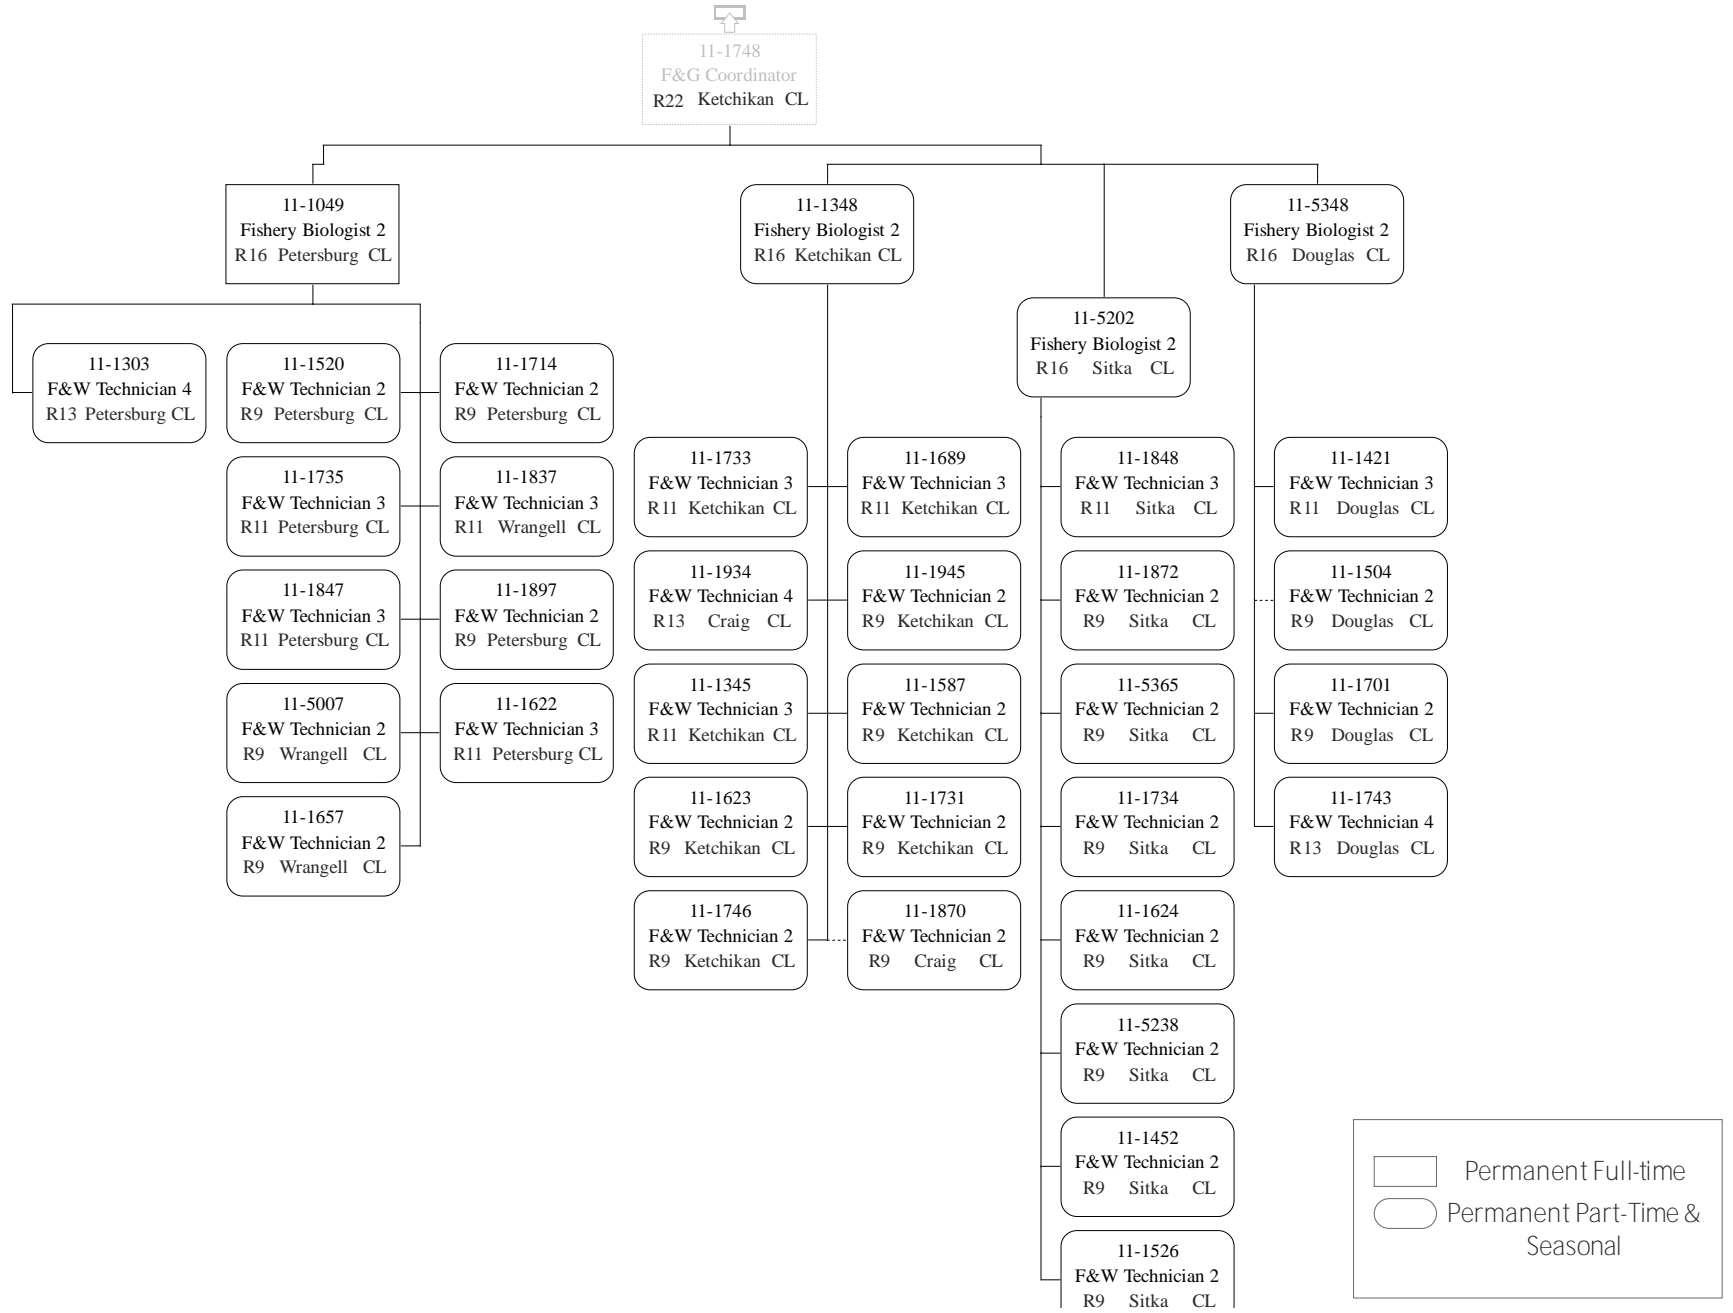 11-1748
F&G Coordinator
R22 Ketchikan CL
11-1049
Fishery Biologist 2
R16 Petersburg CL
11-1348
Fishery Biologist 2
R16 Ketchikan CL
11-5348
Fishery Biologist 2
R16 Douglas CL
11-5202
Fishery Biologist 2
R16 Sitka CL
11-1303
F&W Technician 4
R13 Petersburg CL
11-1520
F&W Technician 2
R9 Petersburg CL
11-1714
F&W Technician 2
R9 Petersburg CL
11-1735
F&W Technician 3
R11 Petersburg CL
11-1837
F&W Technician 3
R11 Wrangell CL
11-1847
F&W Technician 3
R11 Petersburg CL
11-1897
F&W Technician 2
R9 Petersburg CL
11-5007
F&W Technician 2
R9 Wrangell CL
11-1622
F&W Technician 3
R11 Petersburg CL
11-1657
F&W Technician 2
R9 Wrangell CL
11-1733
F&W Technician 3
R11 Ketchikan CL
11-1689
F&W Technician 3
R11 Ketchikan CL
11-1934
F&W Technician 4
R13 Craig CL
11-1945
F&W Technician 2
R9 Ketchikan CL
11-1345
F&W Technician 3
R11 Ketchikan CL
11-1587
F&W Technician 2
R9 Ketchikan CL
11-1623
F&W Technician 2
R9 Ketchikan CL
11-1731
F&W Technician 2
R9 Ketchikan CL
11-1746
F&W Technician 2
R9 Ketchikan CL
11-1870
F&W Technician 2
R9 Craig CL
11-1848
F&W Technician 3
R11 Sitka CL
11-1872
F&W Technician 2
R9 Sitka CL
11-5365
F&W Technician 2
R9 Sitka CL
11-1734
F&W Technician 2
R9 Sitka CL
11-1624
F&W Technician 2
R9 Sitka CL
11-5238
F&W Technician 2
R9 Sitka CL
11-1452
F&W Technician 2
R9 Sitka CL
11-1526
F&W Technician 2
R9 Sitka CL
11-1421
F&W Technician 3
R11 Douglas CL
11-1504
F&W Technician 2
R9 Douglas CL
11-1701
F&W Technician 2
R9 Douglas CL
11-1743
F&W Technician 4
R13 Douglas CL
Permanent Full-time
Permanent Part-Time &
Seasonal